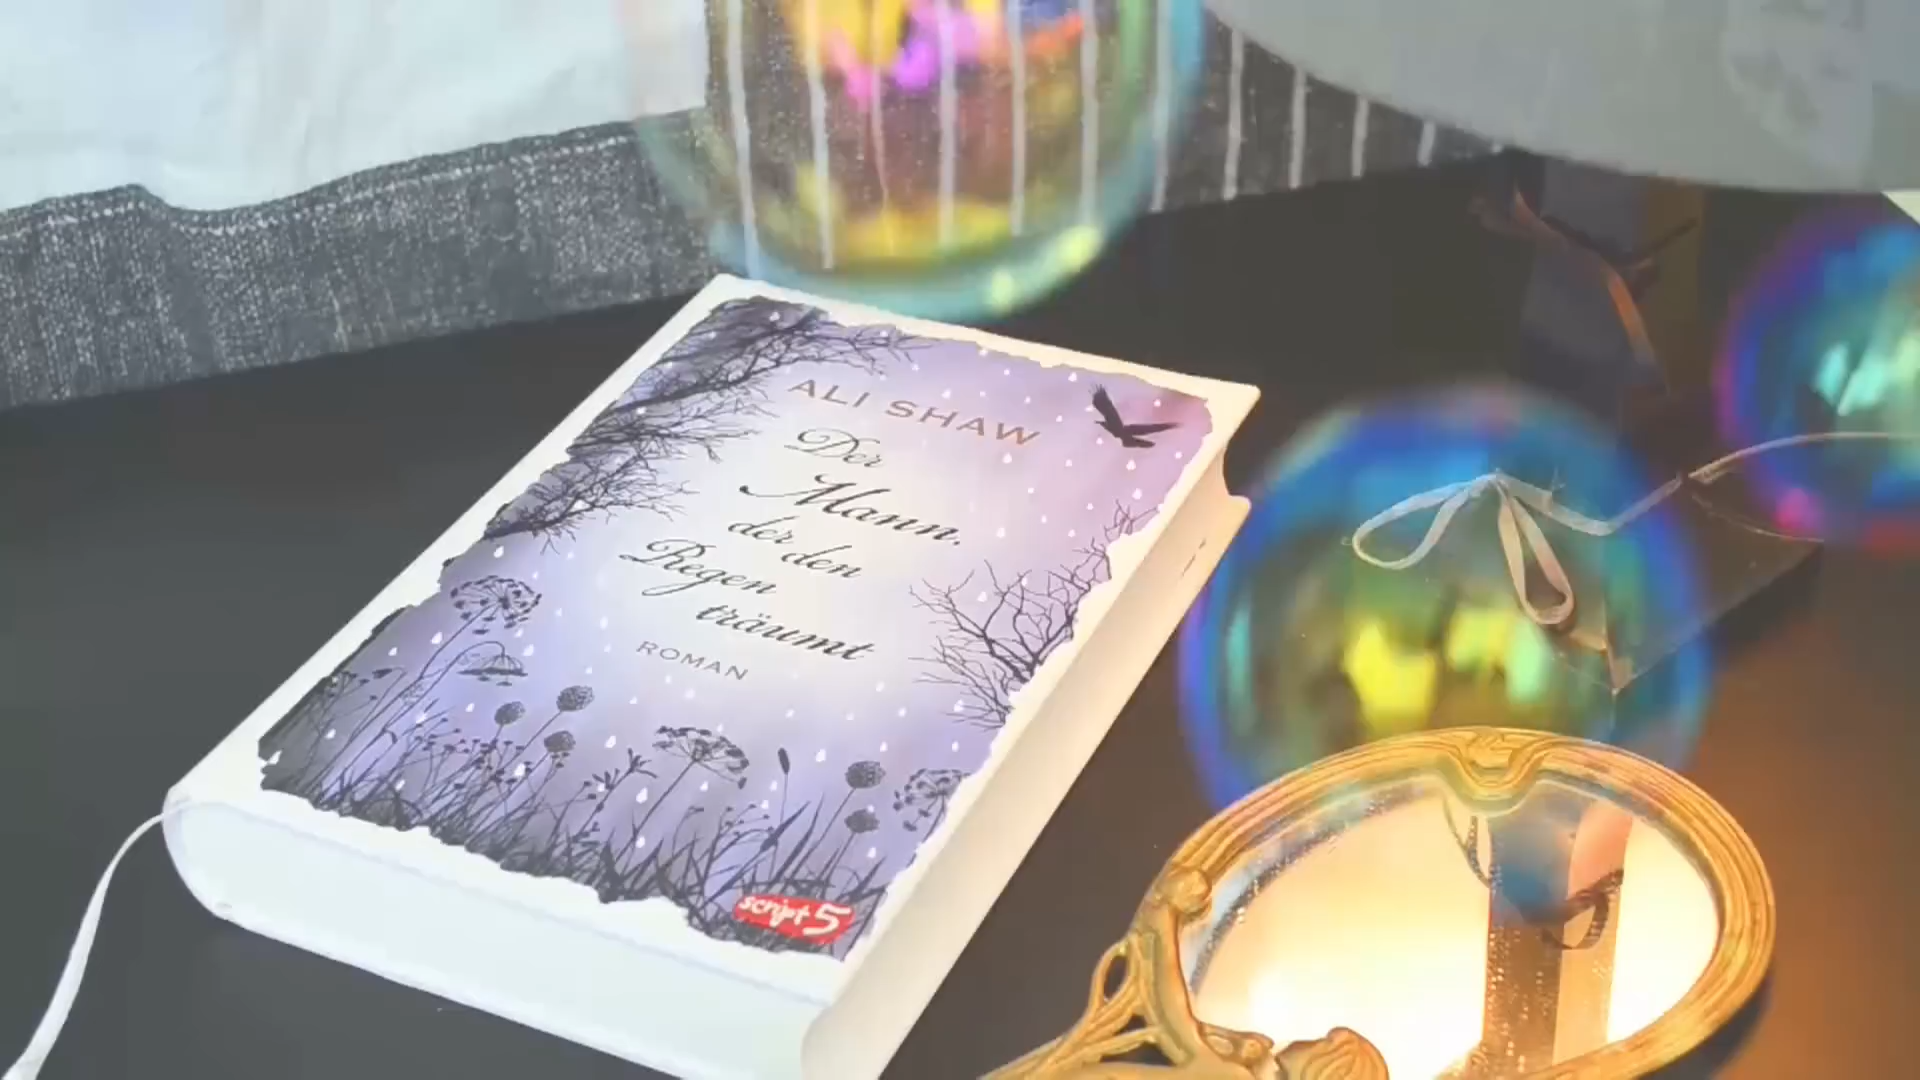 ALI SHAW
Der
Mann,
der den
Regen
träumt
ROMAN
script5